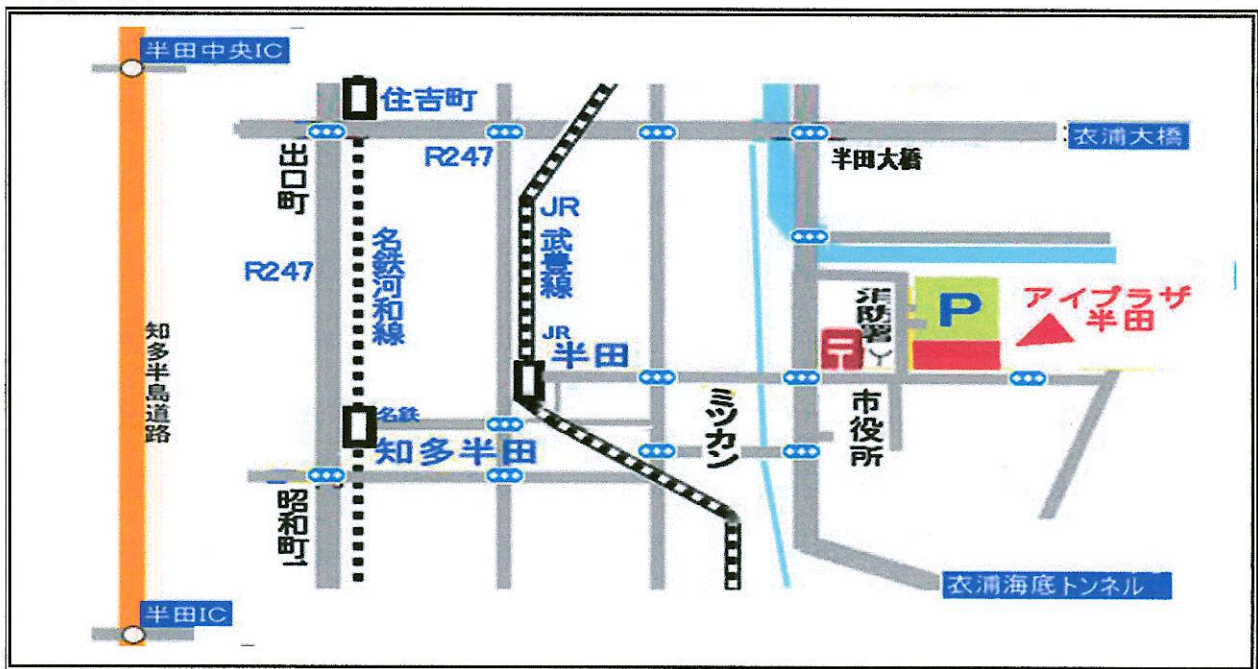 半田中央IC
住吉町
R247
衣浦大橋
半田大橋
出口町
R247
名鉄河和線
JR
武豊線
JR
半田
知多半島道路
消防署
P
アイプラザ
半田
〒
名鉄
知多半田
ミツカン
市役所
昭和町1
衣浦海底トンネル
半田IC